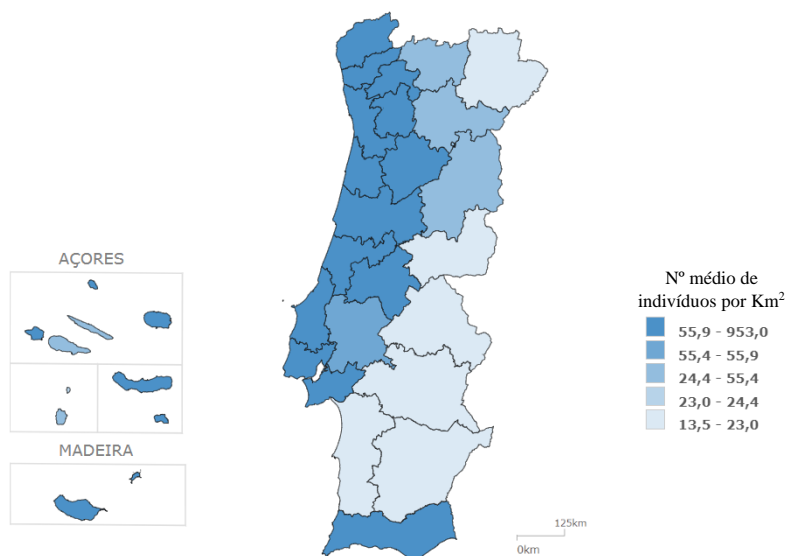 AÇORES
MADEIRA
Nº médio de
indivíduos por Km²
55,9 - 953,0
55,4 - 55,9
24,4 - 55,4
23,0 - 24,4
13,5 - 23,0
125km
0km